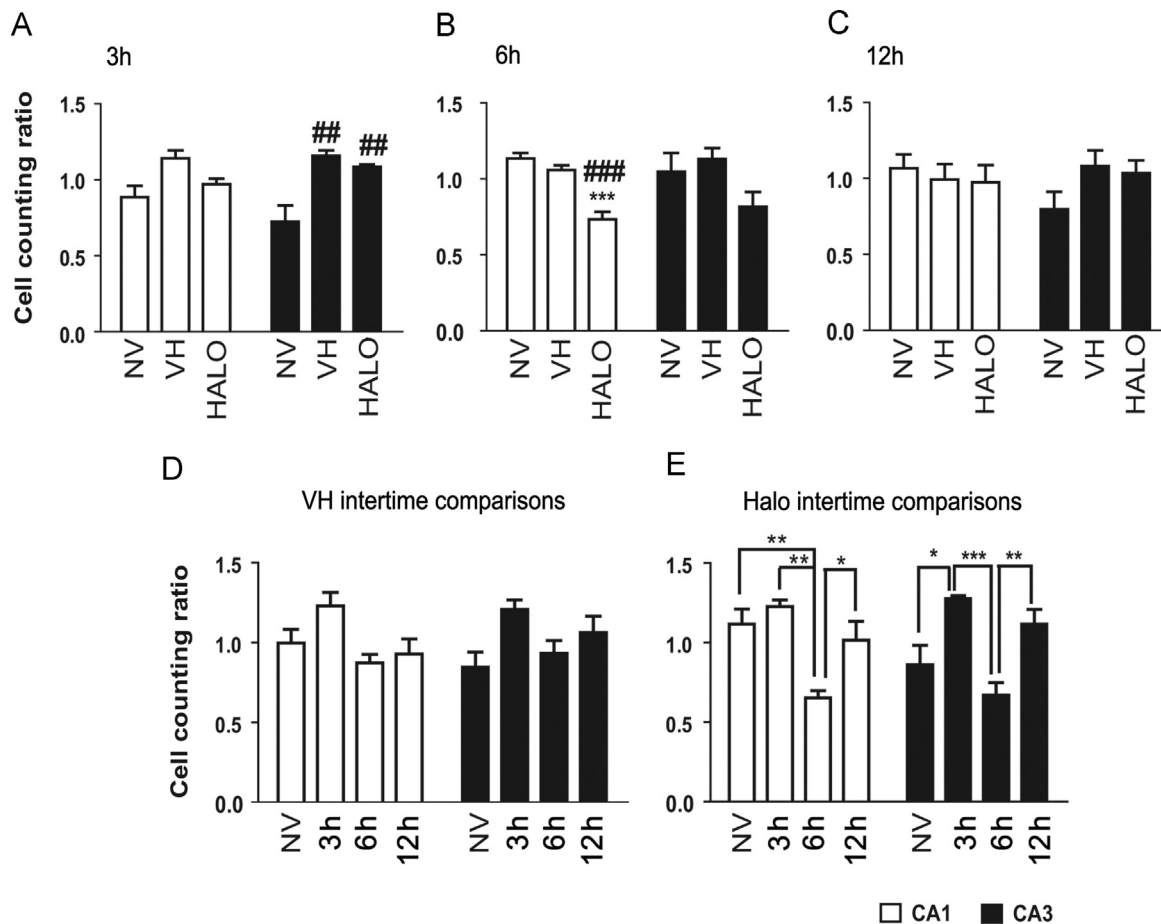 A
3h
Cell counting ratio
1.5
1.0
0.5
0.0
##
##
NV
VH
HALO
NV
VH
HALO
B
6h
1.5
1.0
0.5
0.0
###
***
NV
VH
HALO
NV
VH
HALO
C
12h
1.5
1.0
0.5
0.0
NV
VH
HALO
NV
VH
HALO
D
VH intertime comparisons
Cell counting ratio
1.5
1.0
0.5
0.0
NV
3h
6h
12h
NV
3h
6h
12h
E
Halo intertime comparisons
1.5
1.0
0.5
0.0
**
**
*
*
***
**
NV
3h
6h
12h
NV
3h
6h
12h
CA1
CA3